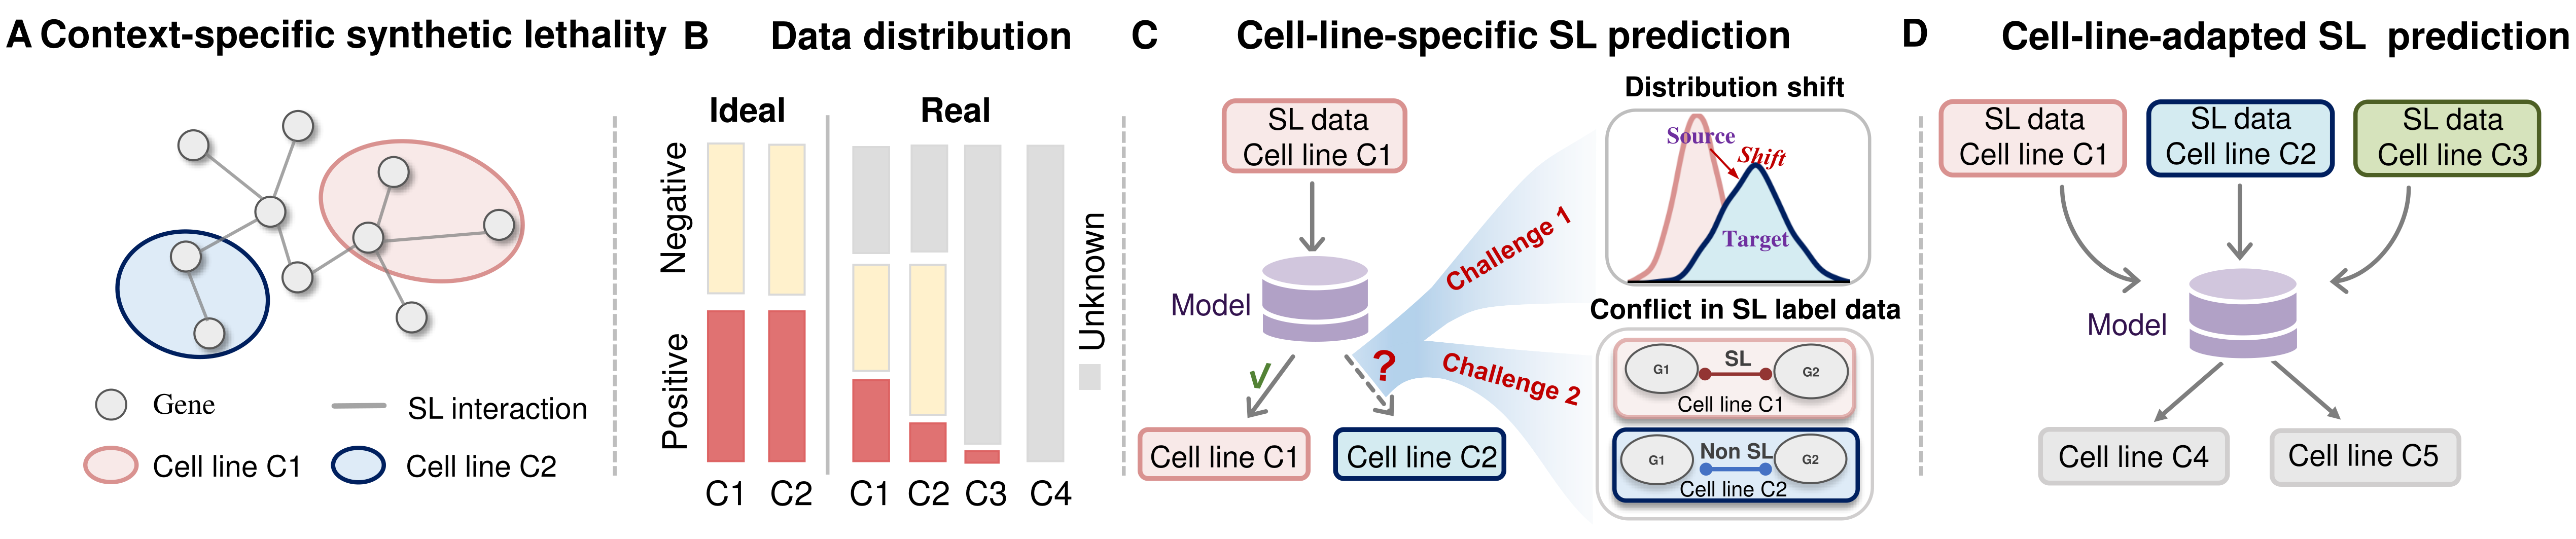 A Context-specific synthetic lethality
Gene
SL interaction
Cell line C1
Cell line C2
B Data distribution
Ideal
Real
Negative
Positive
Unknown
C1
C2
C1
C2
C3
C4
C Cell-line-specific SL prediction
SL data
Cell line C1
Model
√
?
Cell line C1
Cell line C2
Challenge 1
Challenge 2
Distribution shift
Source
Shift
Target
Conflict in SL label data
G1
SL
G2
Cell line C1
G1
Non SL
G2
Cell line C2
D Cell-line-adapted SL prediction
SL data
Cell line C1
SL data
Cell line C2
SL data
Cell line C3
Model
Cell line C4
Cell line C5